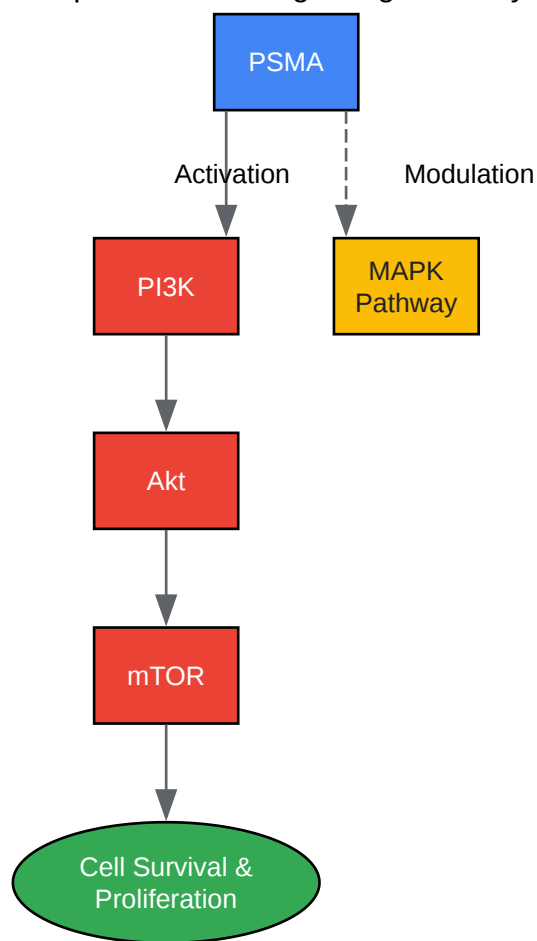 PSMA
Activation
Modulation
PI3K
MAPK
Pathway
Akt
mTOR
Cell Survival &
Proliferation